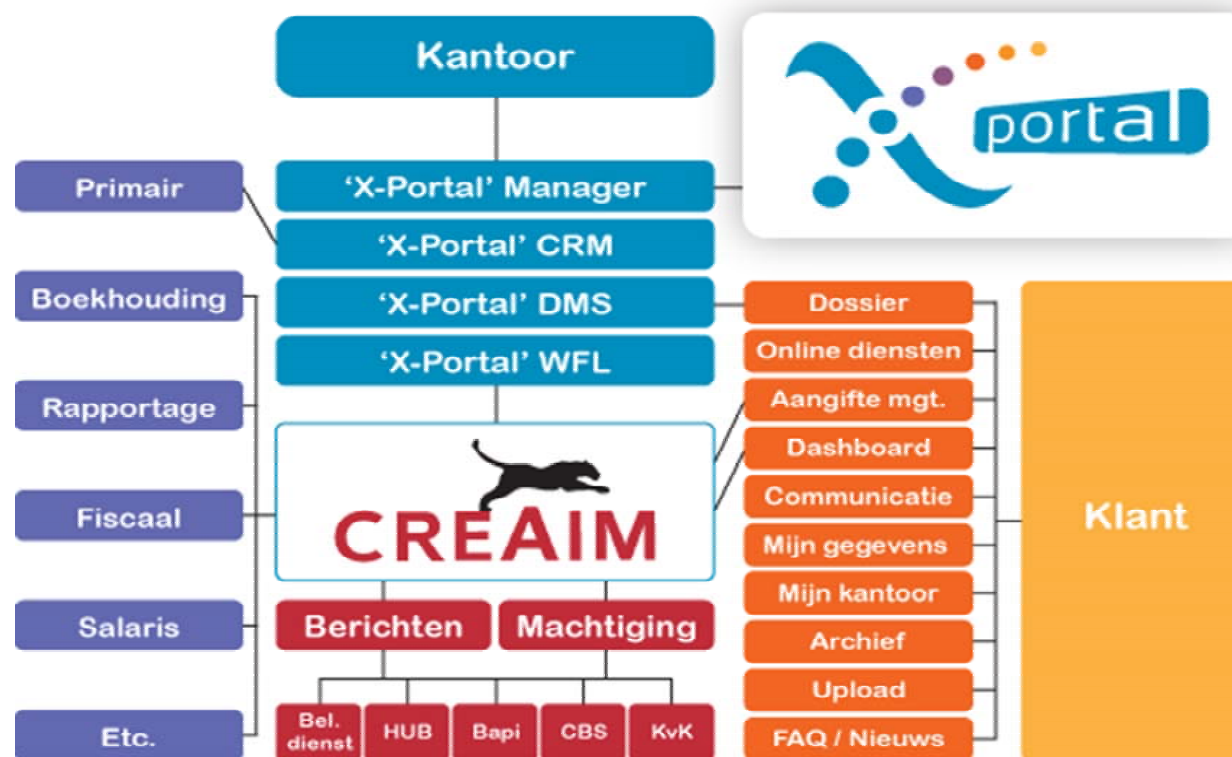 Kantoor
portal
Primair
'X-Portal' Manager
'X-Portal' CRM
Boekhouding
'X-Portal' DMS
Dossier
'X-Portal' WFL
Online diensten
Rapportage
Aangifte mgt.
Dashboard
Fiscaal
CREAIM
Communicatie
Klant
Mijn gegevens
Mijn kantoor
Salaris
Berichten
Machtiging
Archief
Upload
Etc.
Bel.
dienst
HUB
Bapi
CBS
KvK
FAQ / Nieuws